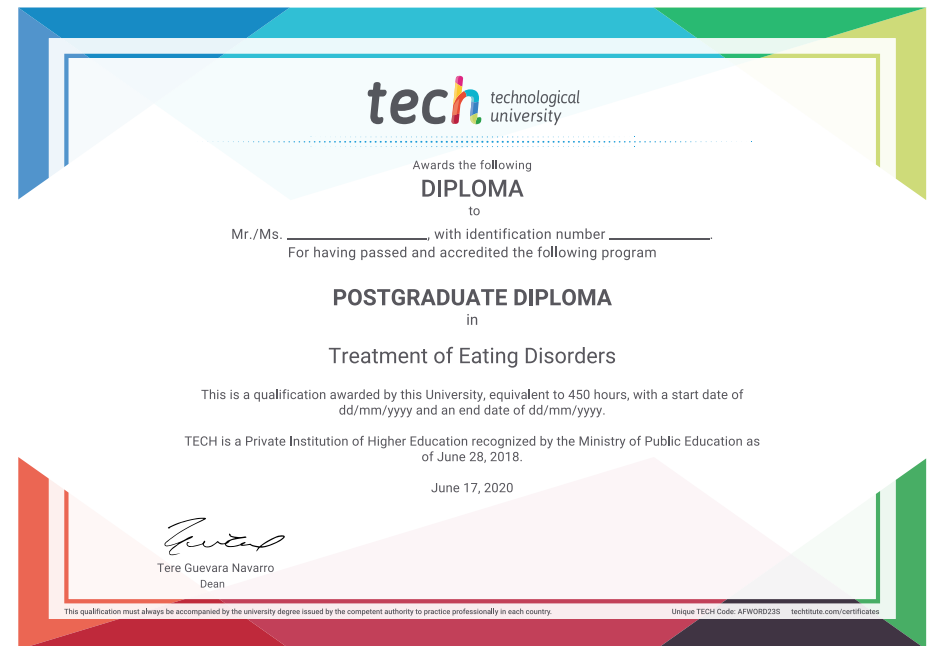 tech technological
university
Awards the following
DIPLOMA
to
Mr./Ms. ____________________, with identification number ______________.
For having passed and accredited the following program
POSTGRADUATE DIPLOMA
in
Treatment of Eating Disorders
This is a qualification awarded by this University, equivalent to 450 hours, with a start date of
dd/mm/yyyy and an end date of dd/mm/yyyy.
TECH is a Private Institution of Higher Education recognized by the Ministry of Public Education as
of June 28, 2018.
June 17, 2020
Tere Guevara Navarro
Dean
This qualification must always be accompanied by the university degree issued by the competent authority to practice professionally in each country.
Unique TECH Code: AFWORD23S techtitute.com/certificates